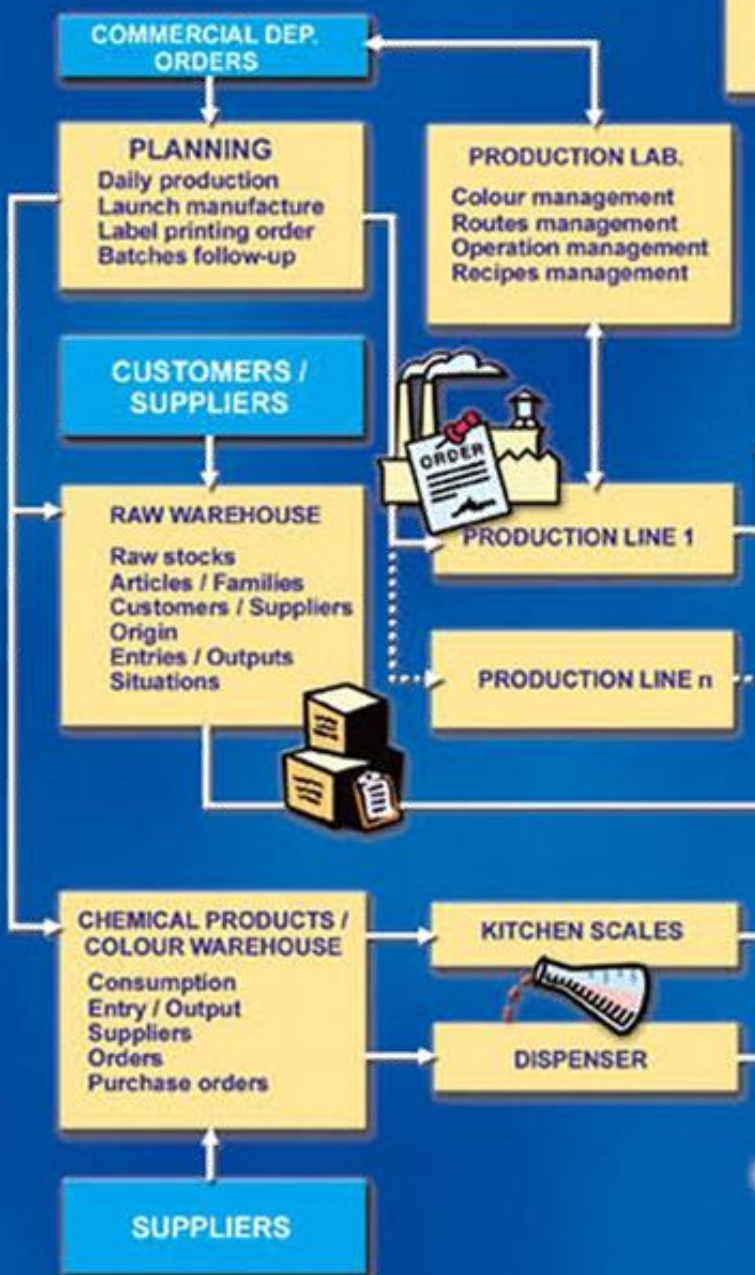 COMMERCIAL DEP.
ORDERS
PLANNING
Daily production
Launch manufacture
Label printing order
Batches follow-up
PRODUCTION LAB.
Colour management
Routes management
Operation management
Recipes management
CUSTOMERS /
SUPPLIERS
ORDER
RAW WAREHOUSE
Raw stocks
Articles / Families
Customers / Suppliers
Origin
Entries / Outputs
Situations
PRODUCTION LINE 1
PRODUCTION LINE n
CHEMICAL PRODUCTS /
COLOUR WAREHOUSE
Consumption
Entry / Output
Suppliers
Orders
Purchase orders
KITCHEN SCALES
DISPENSER
SUPPLIERS